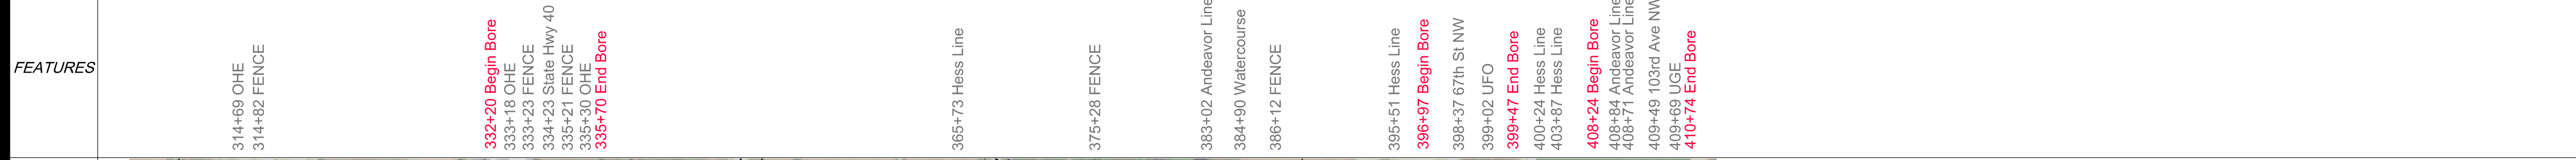 FEATURES
314+69 OHE
314+82 FENCE
332+20 Begin Bore
333+18 OHE
333+23 FENCE
334+23 State Hwy 40
335+21 FENCE
335+30 OHE
335+70 End Bore
365+73 Hess Line
375+28 FENCE
383+02 Andeavor Line
384+90 Watercourse
386+12 FENCE
395+51 Hess Line
396+97 Begin Bore
398+37 67th St NW
399+02 UFO
399+47 End Bore
400+24 Hess Line
403+87 Hess Line
408+24 Begin Bore
408+84 Andeavor Line
408+71 Andeavor Line
409+49 103rd Ave NW
409+69 UGE
410+74 End Bore